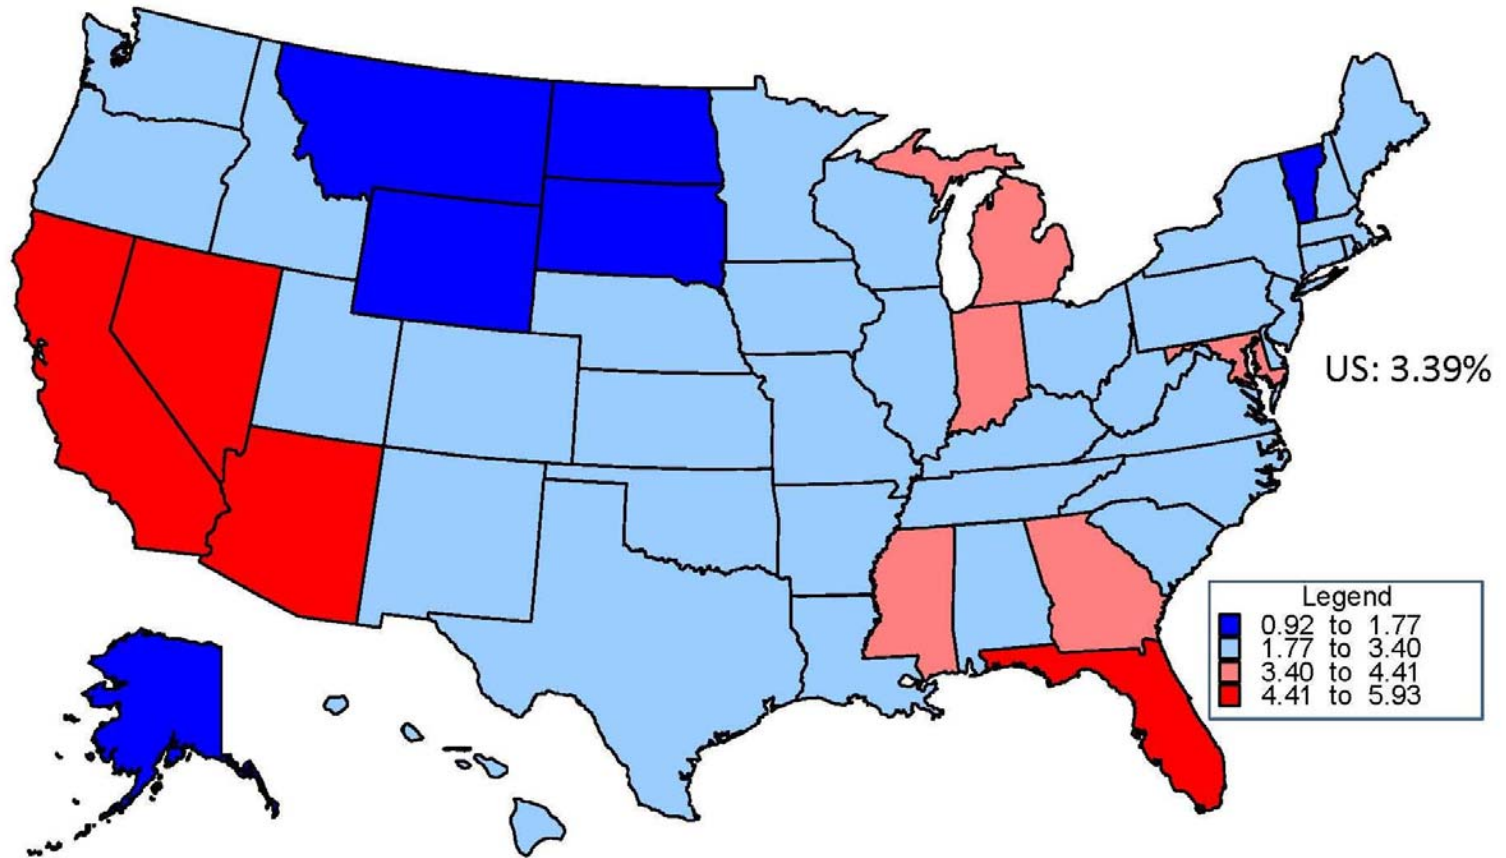 US: 3.39%
Legend
0.92 to 1.77
1.77 to 3.40
3.40 to 4.41
4.41 to 5.93